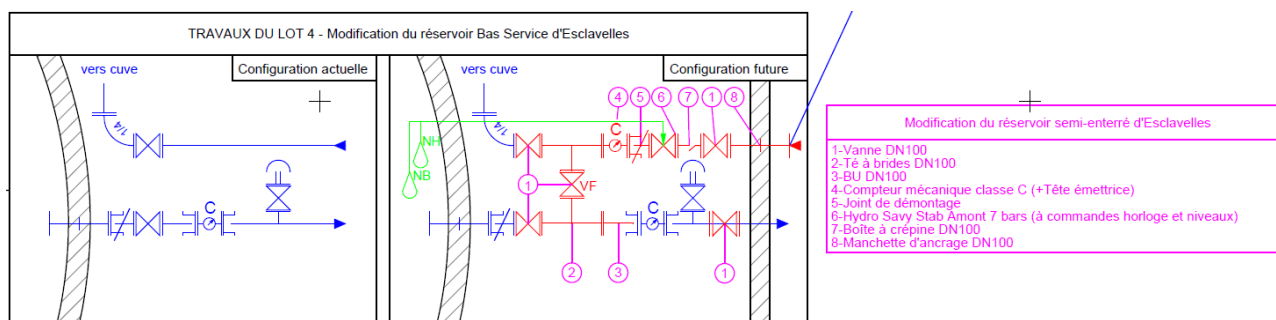 TRAVAUX DU LOT 4 - Modification du réservoir Bas Service d'Esclavelles
vers cuve
Configuration actuelle
1/4
C
vers cuve
Configuration future
4
5
6
7
1
8
1/4
C
NH
NB
1
VF
C
2
3
1
Modification du réservoir semi-enterré d'Esclavelles
1-Vanne DN100
2-Té à brides DN100
3-BU DN100
4-Compteur mécanique classe C (+Tête émettrice)
5-Joint de démontage
6-Hydro Savy Stab Amont 7 bars (à commandes horloge et niveaux)
7-Boîte à crépine DN100
8-Manchette d'ancrage DN100